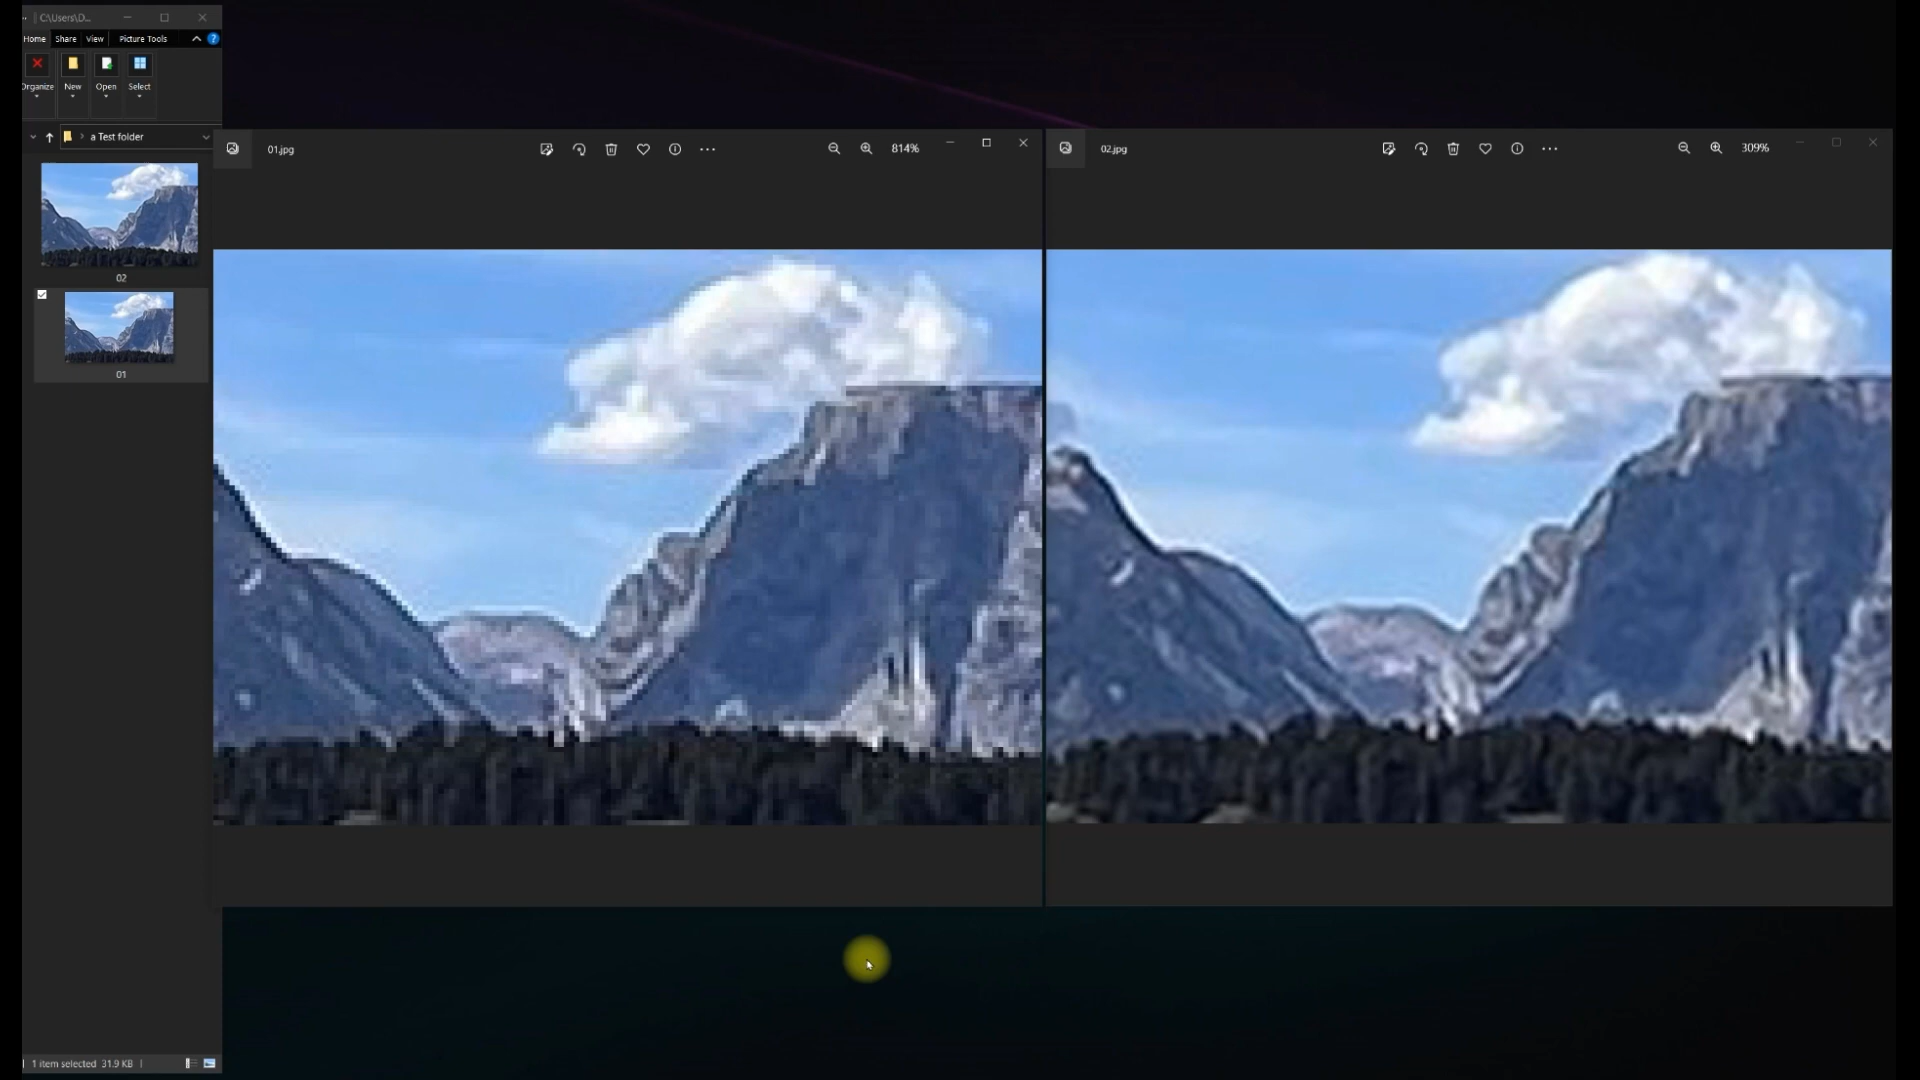 C:\Users\D...
Home Share View Picture Tools
Organize New Open Select
a Test folder
02
01
01.jpg
814%
02.jpg
309%
1 item selected 31.9 KB